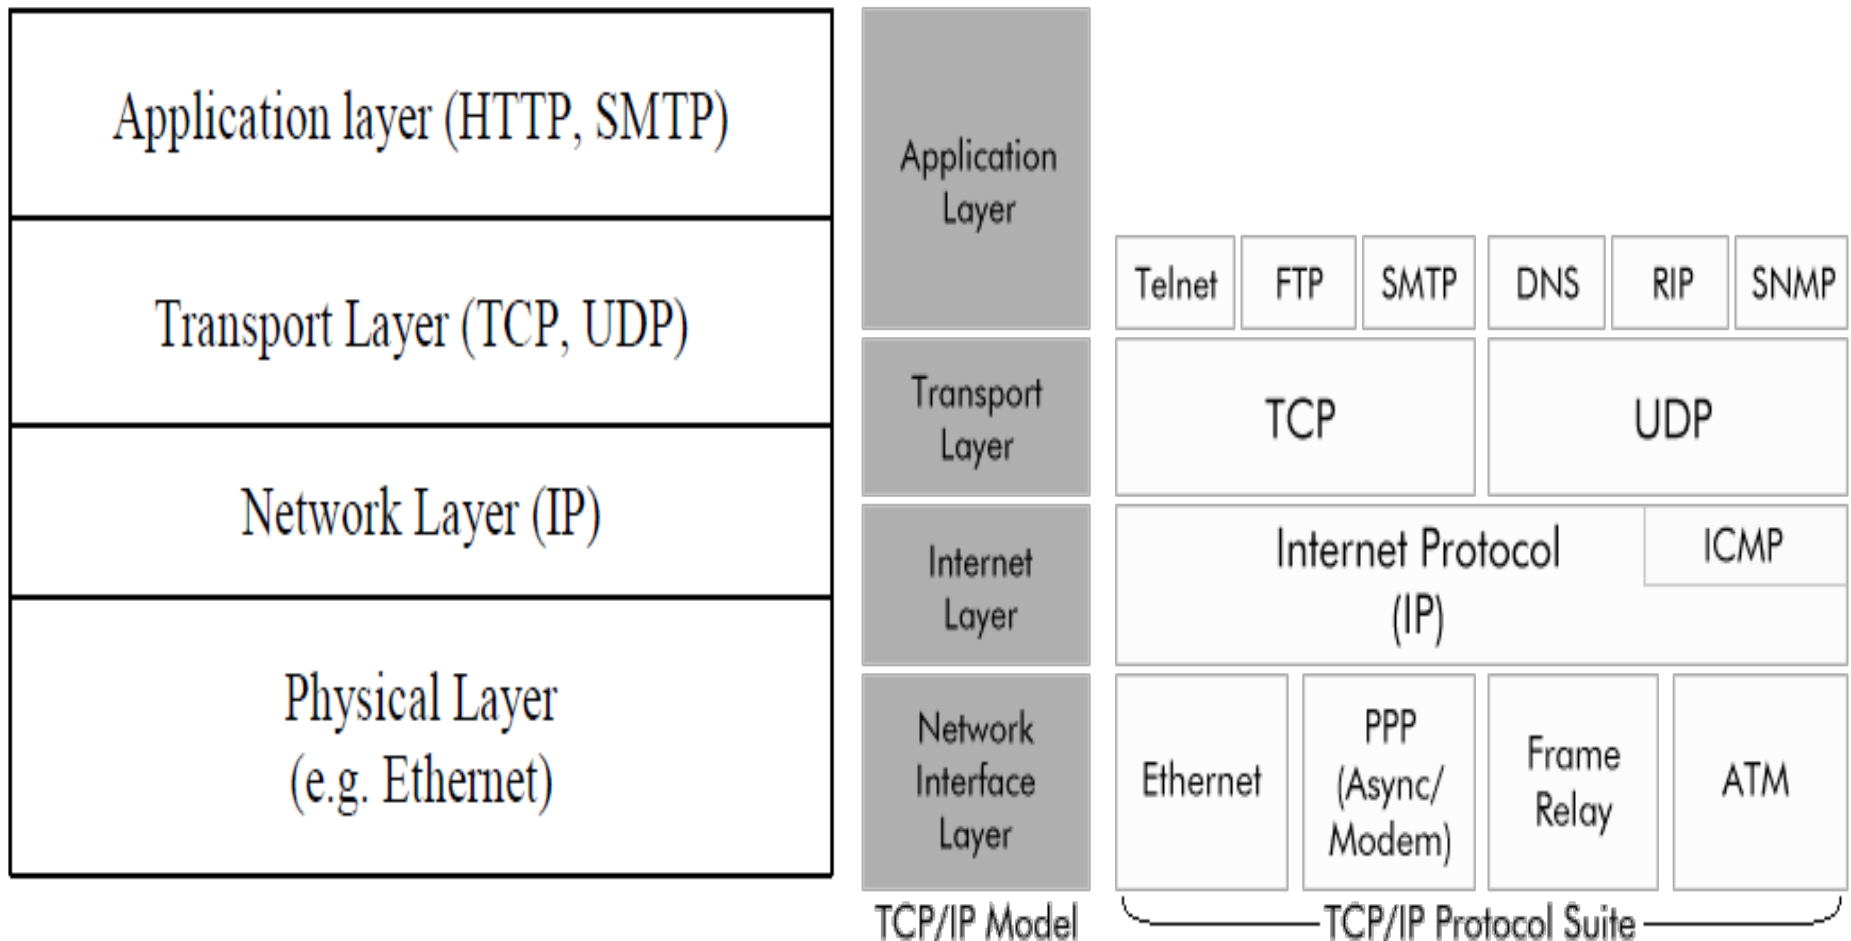 Application layer (HTTP, SMTP)
Transport Layer (TCP, UDP)
Network Layer (IP)
Physical Layer
(e.g. Ethernet)
Application
Layer
Transport
Layer
Internet
Layer
Network
Interface
Layer
TCP/IP Model
Telnet
FTP
SMTP
DNS
RIP
SNMP
TCP
UDP
Internet Protocol
(IP)
ICMP
Ethernet
PPP
(Async/
Modem)
Frame
Relay
ATM
TCP/IP Protocol Suite